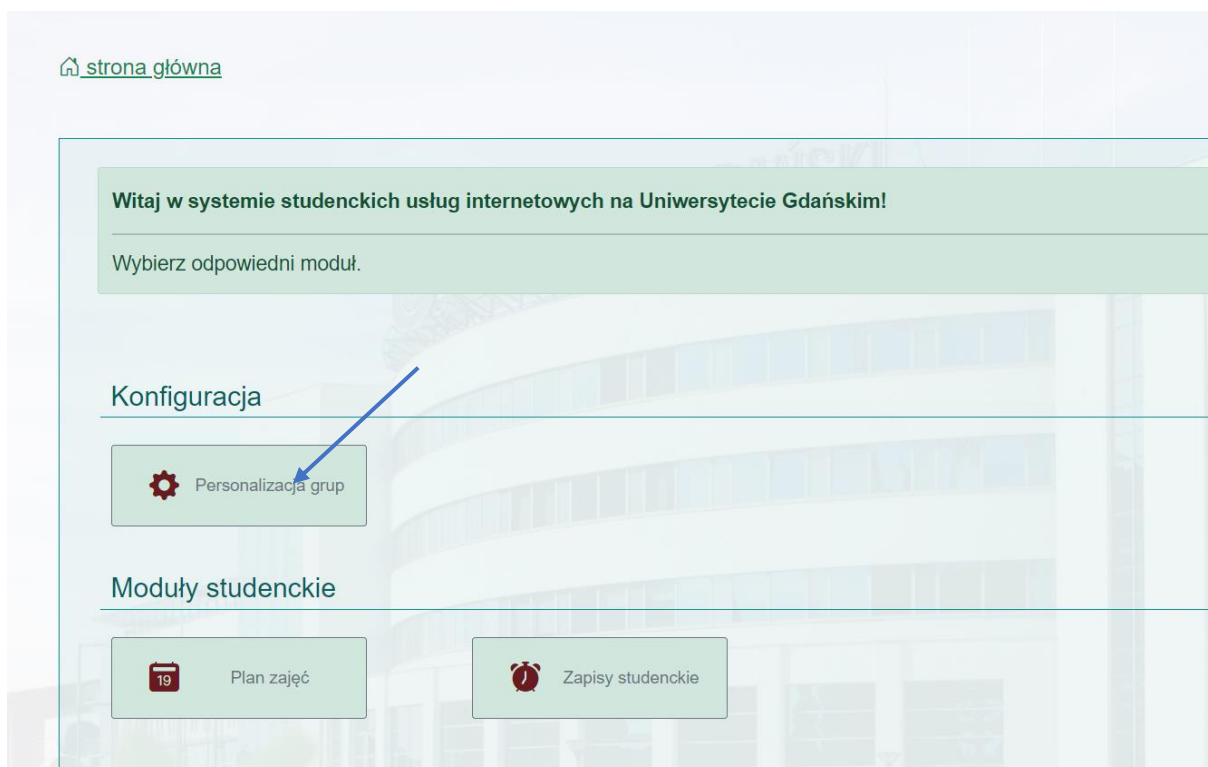 strona główna
Witaj w systemie studenckich usług internetowych na Uniwersytecie Gdańskim!
Wybierz odpowiedni moduł.
Konfiguracja
Personalizacja grup
Moduły studenckie
19 Plan zajęć
Zapisy studenckie